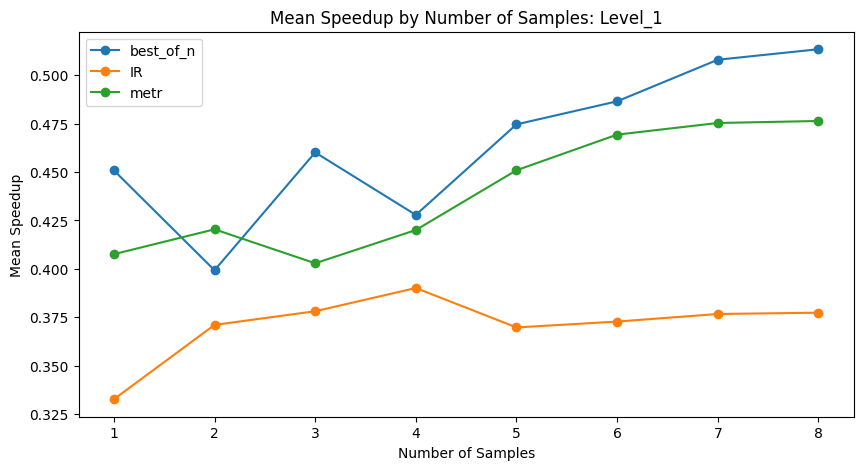 Mean Speedup by Number of Samples: Level_1
best_of_n
IR
metr
Mean Speedup
0.500
0.475
0.450
0.425
0.400
0.375
0.350
0.325
1 2 3 4 5 6 7 8
Number of Samples